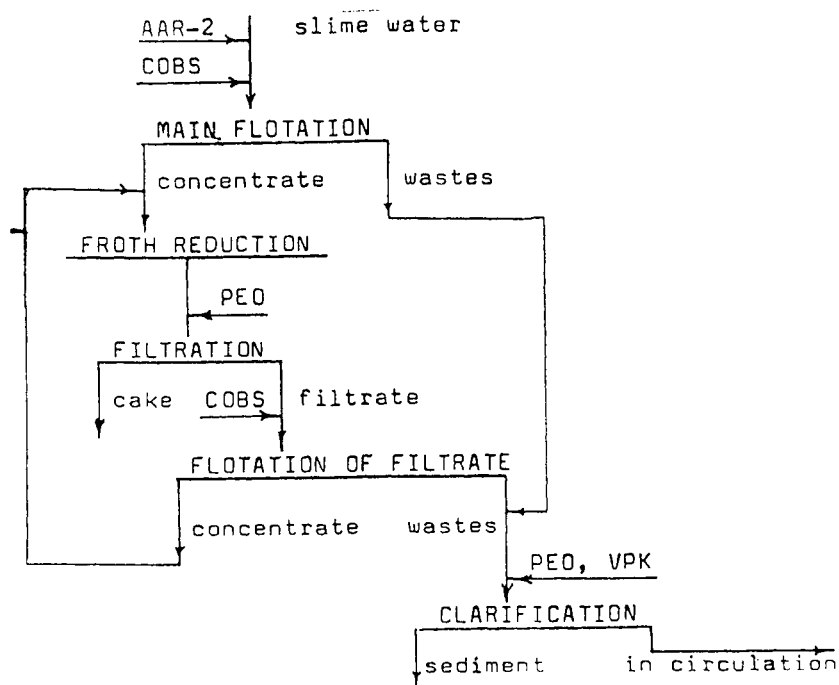 AAR-2 slime water
COBS
MAIN FLOTATION
concentrate wastes
FROTH REDUCTION
PEO
FILTRATION
cake COBS filtrate
FLOTATION OF FILTRATE
concentrate wastes
PEO, VPK
CLARIFICATION
sediment in circulation